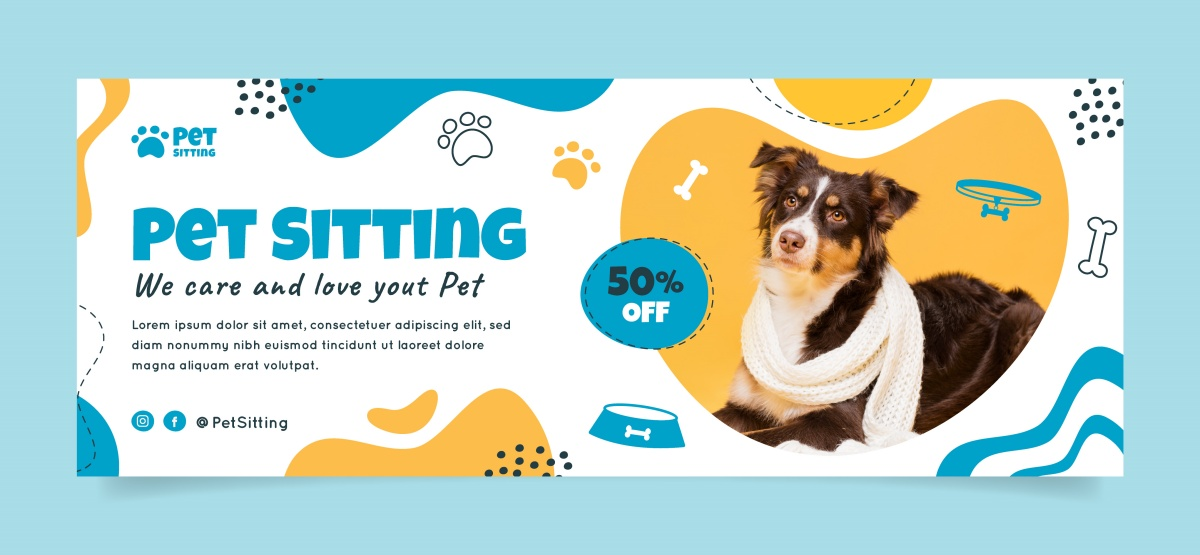 PET
SITTING
PET SITTING
We care and love yout Pet
Lorem ipsum dolor sit amet, consectetuer adipiscing elit, sed
diam nonummy nibh euismod tincidunt ut laoreet dolore
magna aliquam erat volutpat.
@PetSitting
50%
OFF